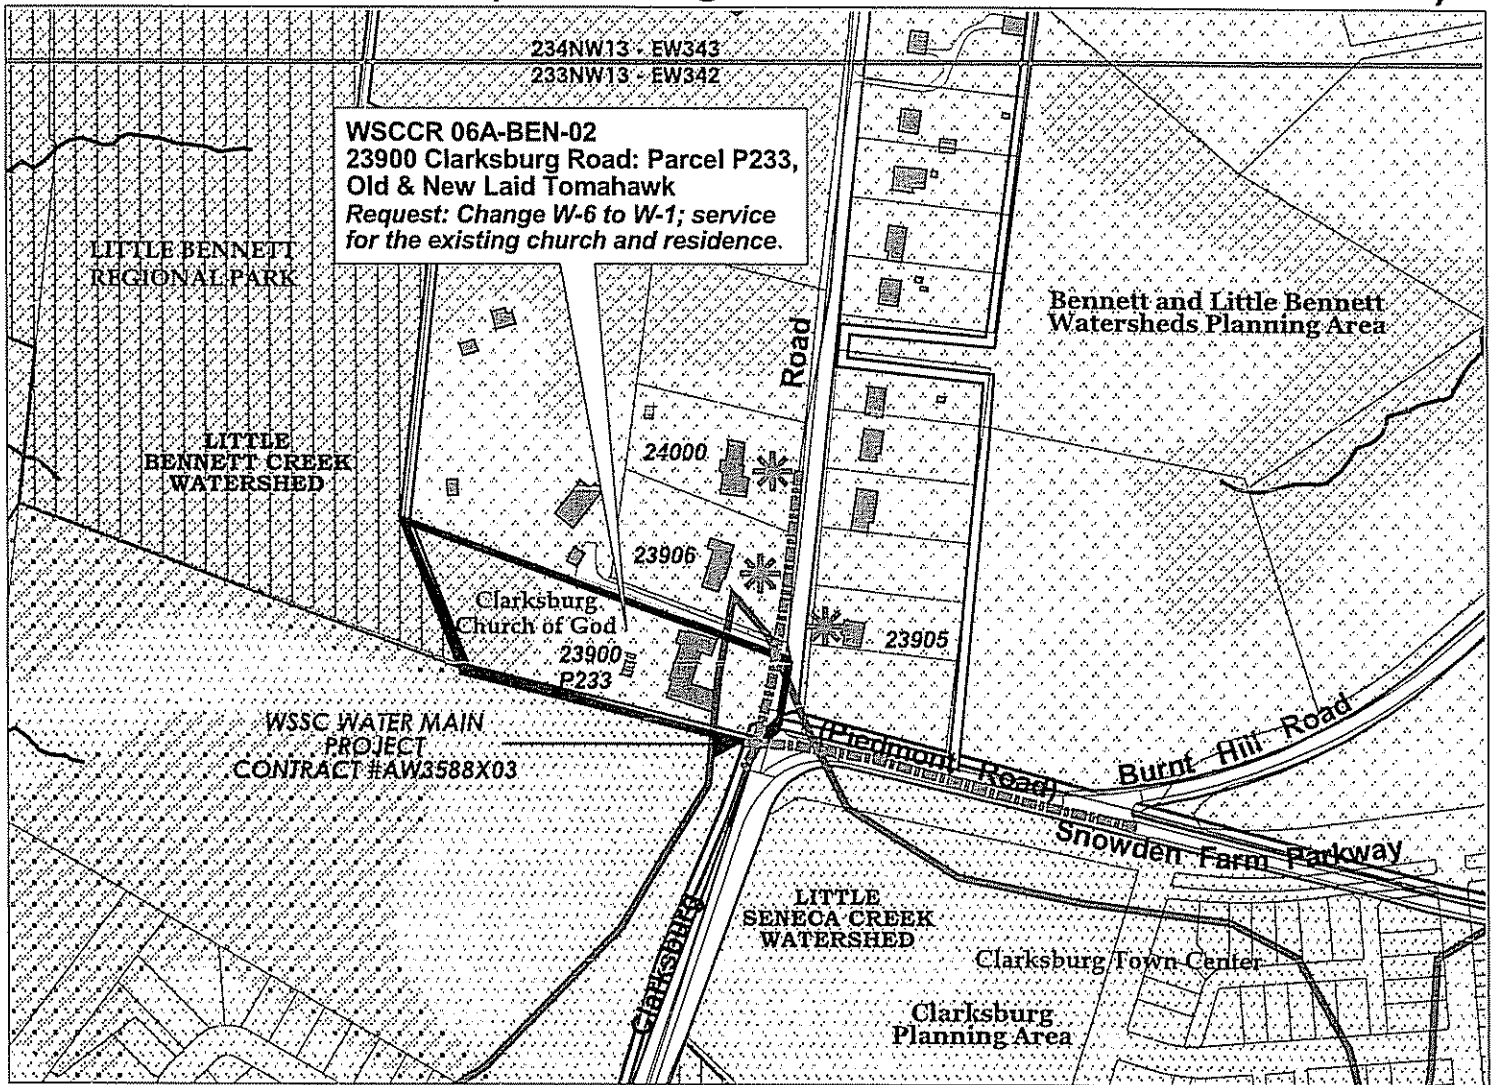 234NW13 - EW343
233NW13 - EW342
WSCCR 06A-BEN-02
23900 Clarksburg Road: Parcel P233,
Old & New Laid Tomahawk
Request: Change W-6 to W-1; service
for the existing church and residence.
LITTLE BENNETT
REGIONAL PARK
Bennett and Little Bennett
Watersheds Planning Area
Road
LITTLE
BENNETT CREEK
WATERSHED
24000
23906
Clarksburg
Church of God
23900
P233
23905
WSSC WATER MAIN
PROJECT
CONTRACT #AW3588X03
(Piedmont Road)
Burnt Hill Road
Snowden Farm Parkway
Clarksburg
LITTLE
SENECA CREEK
WATERSHED
Clarksburg Town Center
Clarksburg
Planning Area